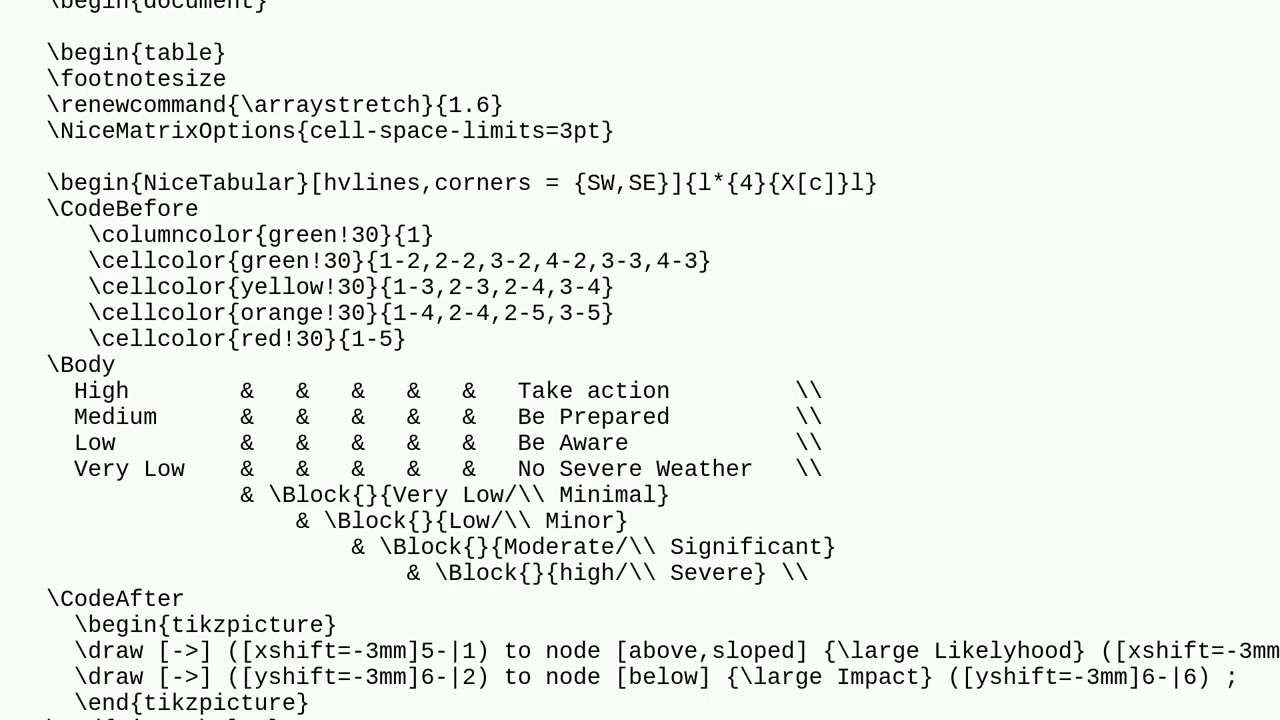 \begin{document}

\begin{table}
\footnotesize
\renewcommand{\arraystretch}{1.6}
\NiceMatrixOptions{cell-space-limits=3pt}

\begin{NiceTabular}[hvlines,corners = {SW,SE}]{l*{4}{X[c]}l}
\CodeBefore
   \columncolor{green!30}{1}
   \cellcolor{green!30}{1-2,2-2,3-2,4-2,3-3,4-3}
   \cellcolor{yellow!30}{1-3,2-3,2-4,3-4}
   \cellcolor{orange!30}{1-4,2-4,2-5,3-5}
   \cellcolor{red!30}{1-5}
\Body
  High        &   &   &   &   &   Take action         \\
  Medium      &   &   &   &   &   Be Prepared         \\
  Low         &   &   &   &   &   Be Aware            \\
  Very Low    &   &   &   &   &   No Severe Weather   \\
              & \Block{}{Very Low/\\ Minimal}
                  & \Block{}{Low/\\ Minor}
                      & \Block{}{Moderate/\\ Significant}
                          & \Block{}{high/\\ Severe} \\
\CodeAfter
  \begin{tikzpicture}
  \draw [->] ([xshift=-3mm]5-|1) to node [above,sloped] {\large Likelyhood} ([xshift=-3mm
  \draw [->] ([yshift=-3mm]6-|2) to node [below] {\large Impact} ([yshift=-3mm]6-|6) ;
  \end{tikzpicture}